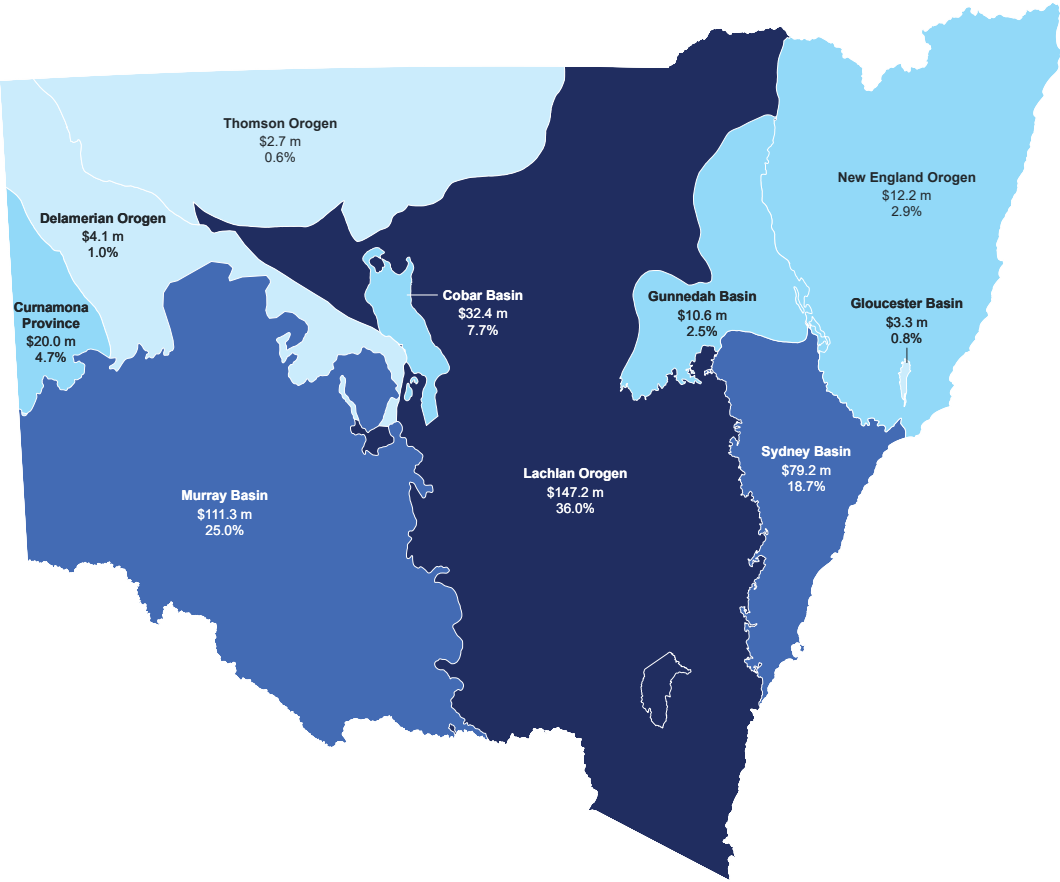 Thomson Orogen
$2.7 m
0.6%
New England Orogen
$12.2 m
2.9%
Delamerian Orogen
$4.1 m
1.0%
Curnamona
Province
$20.0 m
4.7%
Cobar Basin
$32.4 m
7.7%
Gunnedah Basin
$10.6 m
2.5%
Gloucester Basin
$3.3 m
0.8%
Sydney Basin
$79.2 m
18.7%
Lachlan Orogen
$147.2 m
36.0%
Murray Basin
$111.3 m
25.0%